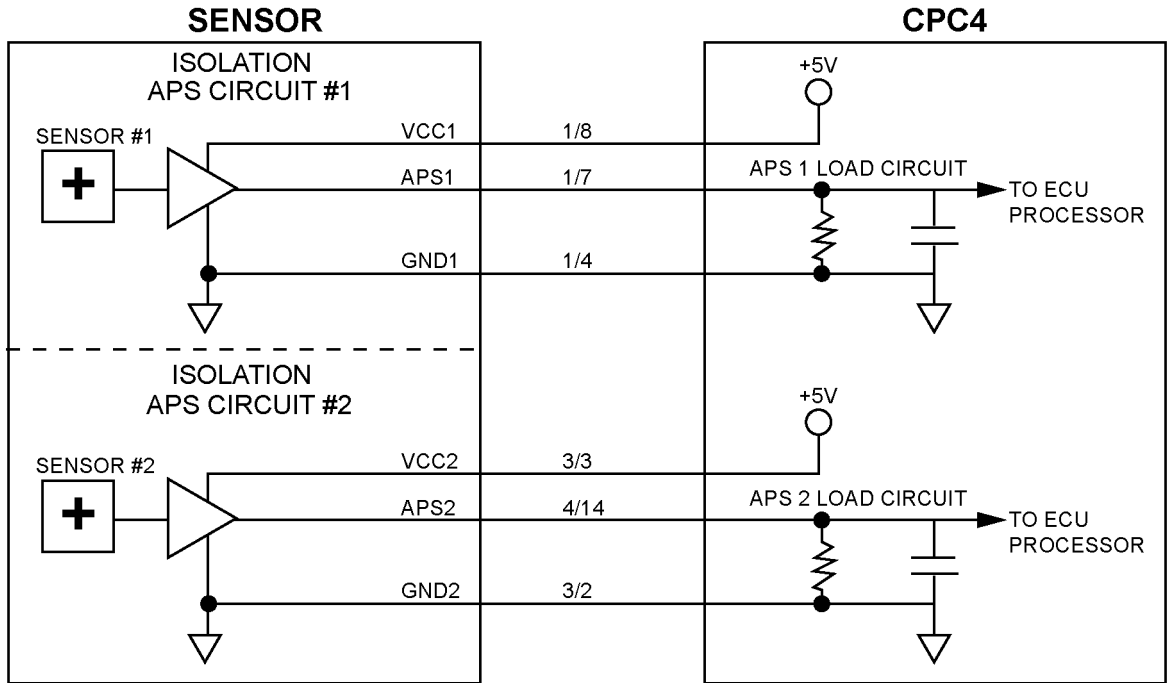 SENSOR
CPC4
ISOLATION
APS CIRCUIT #1
+5V
SENSOR #1
VCC1
1/8
APS1
1/7
APS 1 LOAD CIRCUIT
TO ECU
PROCESSOR
GND1
1/4
ISOLATION
APS CIRCUIT #2
+5V
SENSOR #2
VCC2
3/3
APS2
4/14
APS 2 LOAD CIRCUIT
TO ECU
PROCESSOR
GND2
3/2